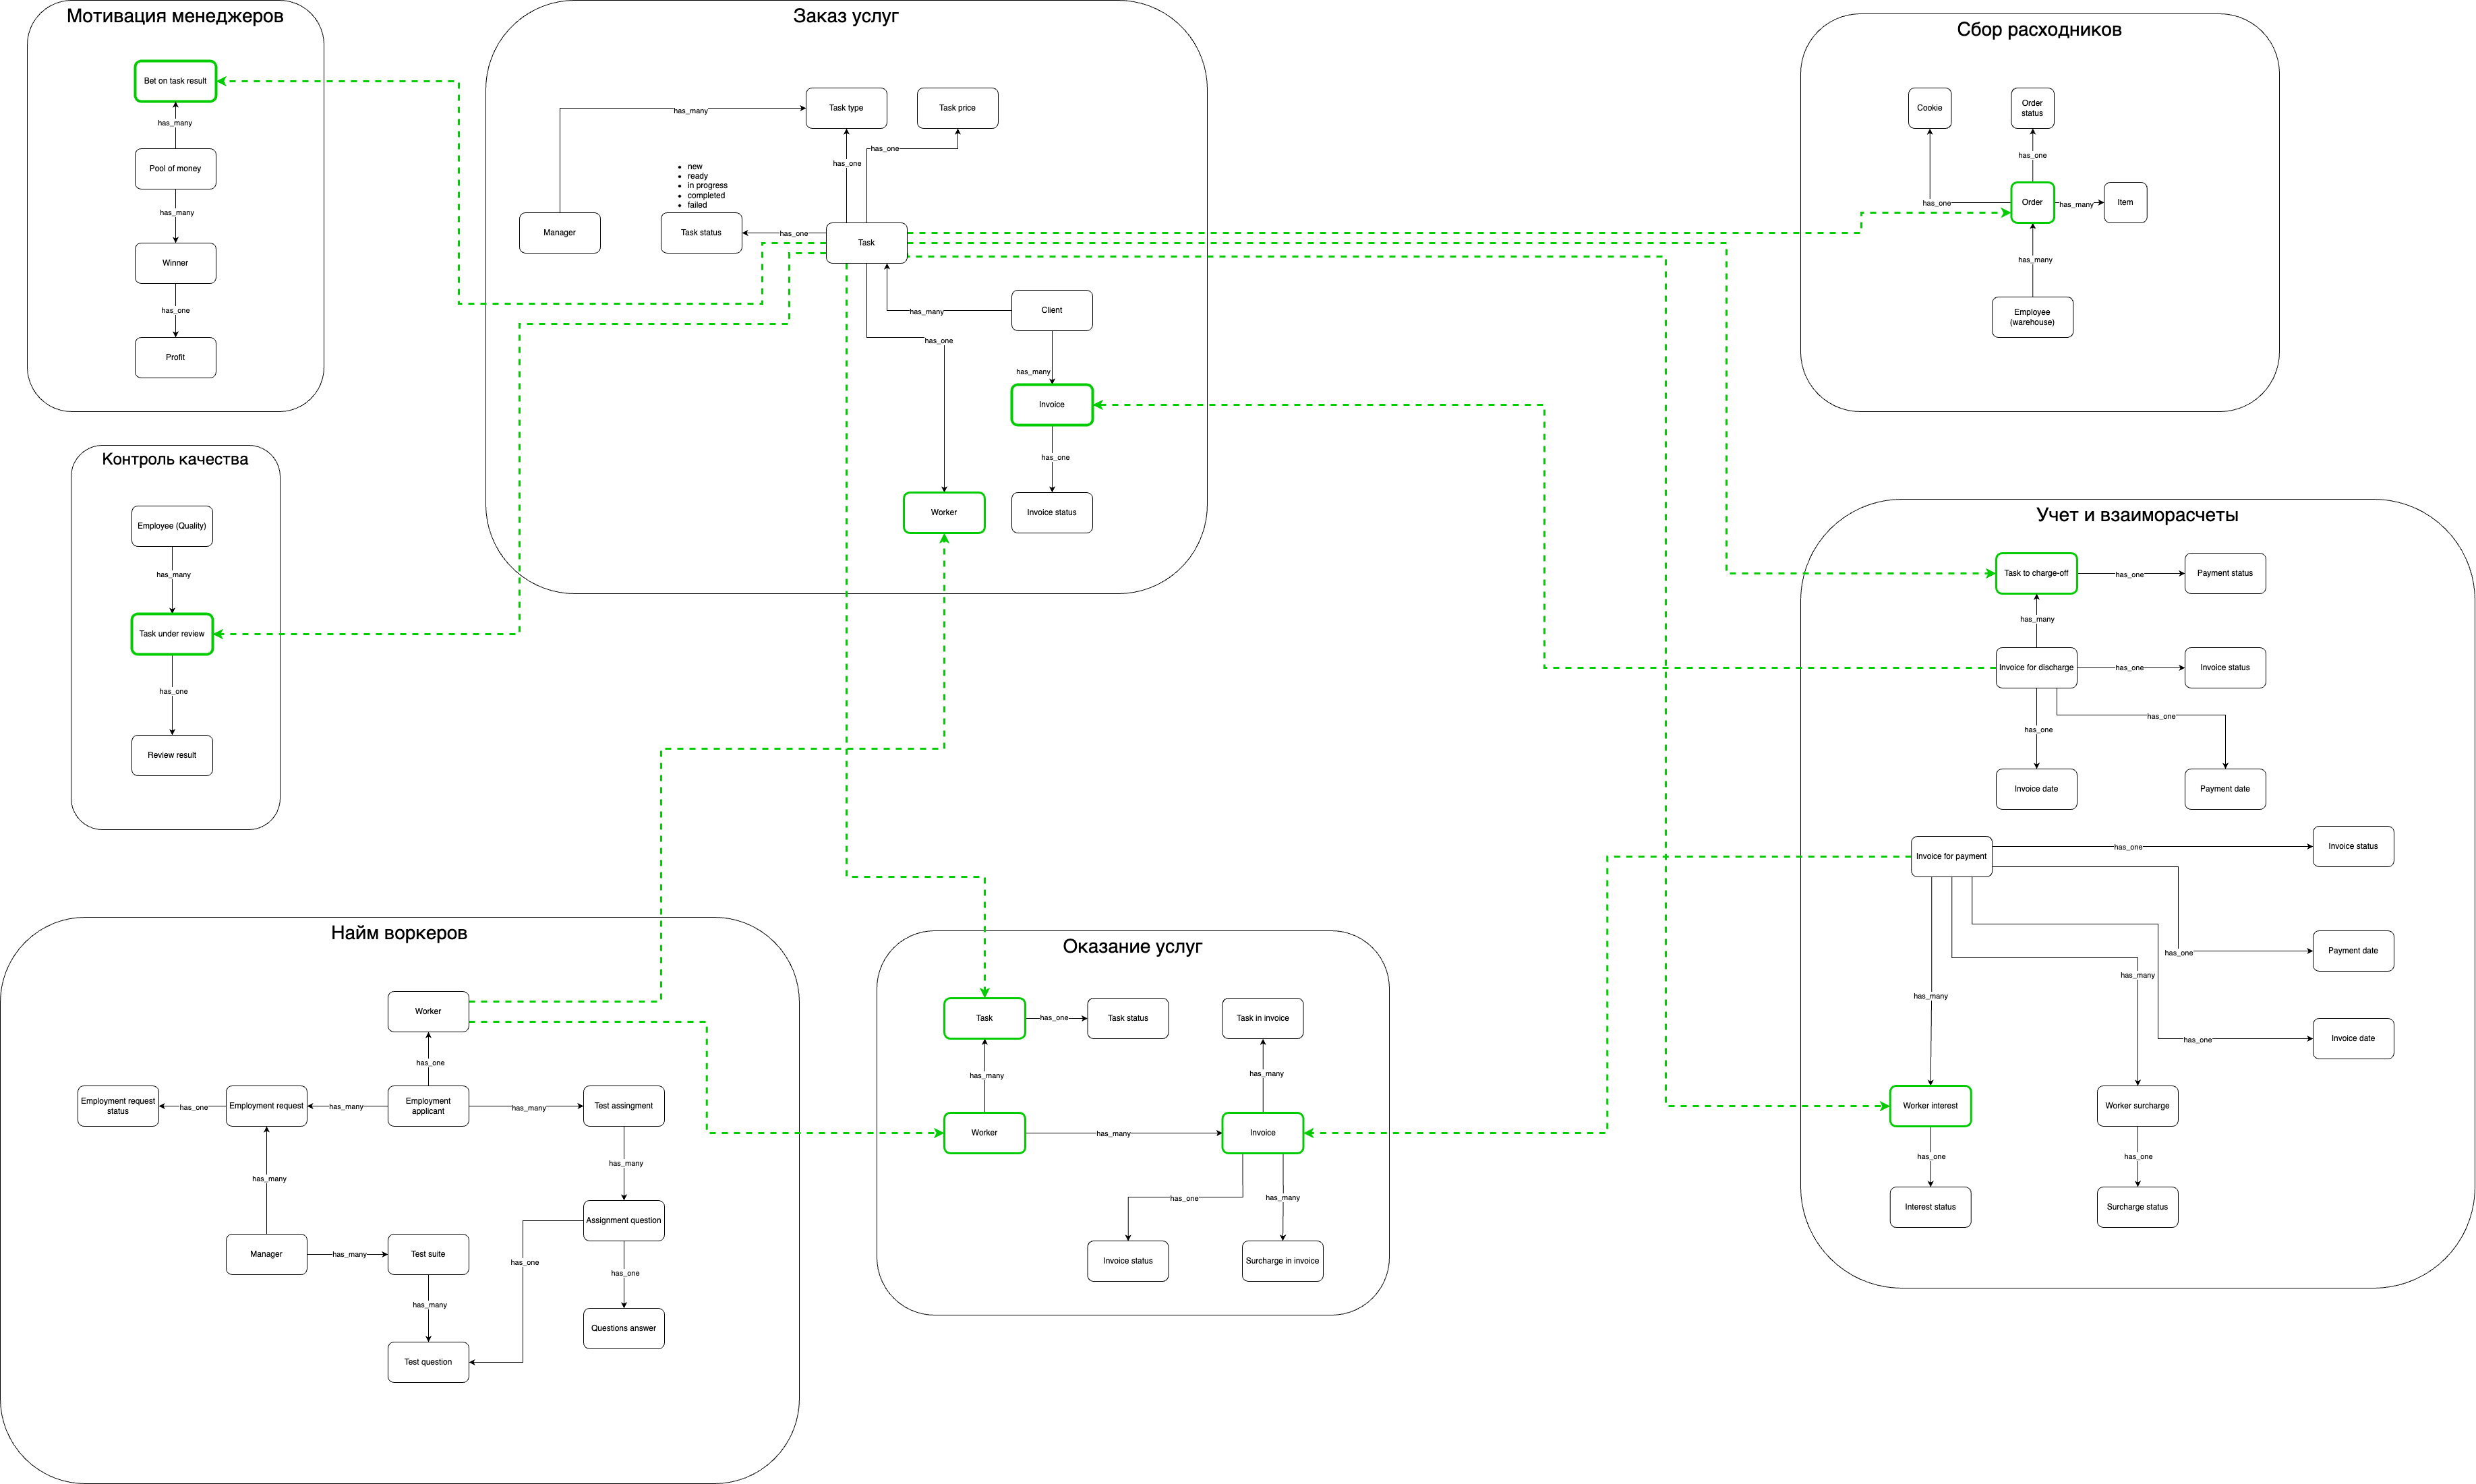 Мотивация менеджеров
Bet on task result
has_many
Pool of money
has_many
Winner
has_one
Profit
Контроль качества
Employee (Quality)
has_many
Task under review
has_one
Review result
Заказ услуг
Task type
Task price
has_many
has_one
has_one
new
ready
in progress
completed
failed
Manager
Task status
has_one
Task
Client
has_many
has_one
has_many
Invoice
has_one
Worker
Invoice status
Сбор расходников
Cookie
Order
status
has_one
has_one
Order
has_many
Item
has_many
Employee
(warehouse)
Учет и взаиморасчеты
Task to charge-off
has_one
Payment status
has_many
Invoice for discharge
has_one
Invoice status
has_one
has_one
Invoice date
Payment date
Invoice for payment
has_one
Invoice status
has_one
Payment date
has_many
has_many
has_one
Invoice date
Worker interest
Worker surcharge
has_one
has_one
Interest status
Surcharge status
Найм воркеров
Worker
has_one
Employment request
status
has_one
Employment request
has_many
Employment
applicant
has_many
Test assingment
has_many
has_many
Assignment question
Manager
has_many
Test suite
has_one
has_one
has_many
Questions answer
Test question
Оказание услуг
Task
has_one
Task status
Task in invoice
has_many
has_many
Worker
has_many
Invoice
has_one
has_many
Invoice status
Surcharge in invoice